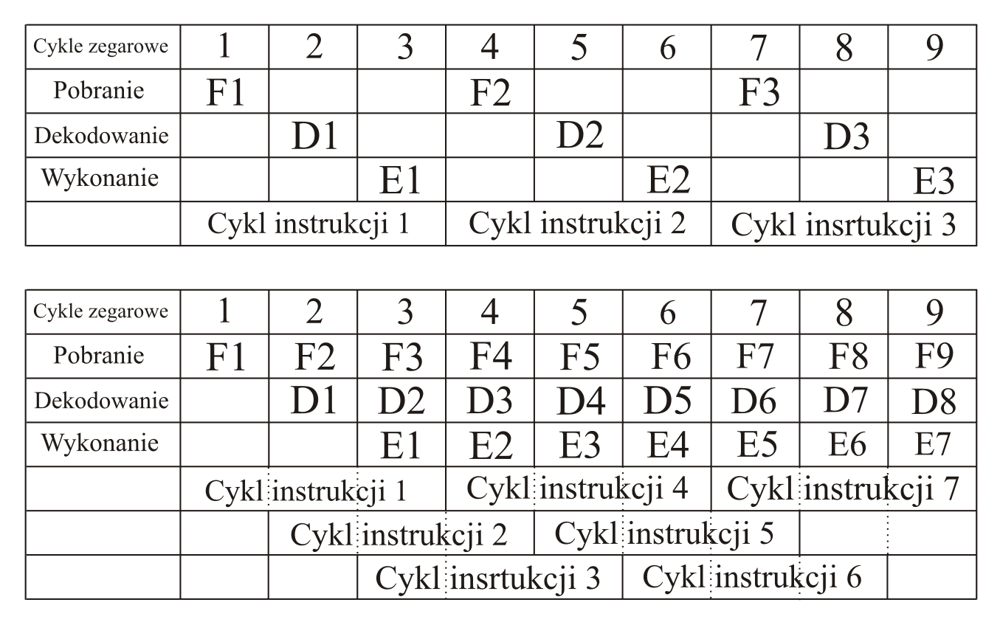 Cykle zegarowe 1 2 3 4 5 6 7 8 9
Pobranie F1 F2 F3
Dekodowanie D1 D2 D3
Wykonanie E1 E2 E3
Cykl instrukcji 1 Cykl instrukcji 2 Cykl insrtukcji 3
Cykle zegarowe 1 2 3 4 5 6 7 8 9
Pobranie F1 F2 F3 F4 F5 F6 F7 F8 F9
Dekodowanie D1 D2 D3 D4 D5 D6 D7 D8
Wykonanie E1 E2 E3 E4 E5 E6 E7
Cykl instrukcji 1 Cykl instrukcji 4 Cykl instrukcji 7
Cykl instrukcji 2 Cykl instrukcji 5
Cykl insrtukcji 3 Cykl instrukcji 6